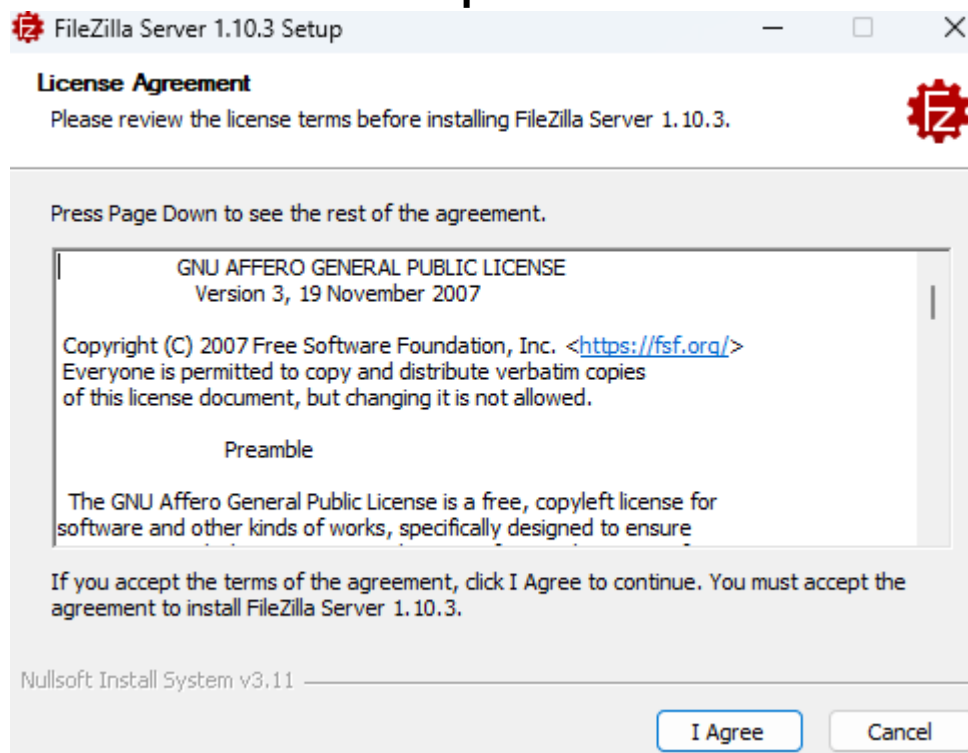 FileZilla Server 1.10.3 Setup
License Agreement
Please review the license terms before installing FileZilla Server 1.10.3.
Fz
Press Page Down to see the rest of the agreement.
GNU AFFERO GENERAL PUBLIC LICENSE
Version 3, 19 November 2007
Copyright (C) 2007 Free Software Foundation, Inc. <https://fsf.org/>
Everyone is permitted to copy and distribute verbatim copies
of this license document, but changing it is not allowed.
Preamble
The GNU Affero General Public License is a free, copyleft license for
software and other kinds of works, specifically designed to ensure
If you accept the terms of the agreement, click I Agree to continue. You must accept the
agreement to install FileZilla Server 1.10.3.
Nullsoft Install System v3.11
I Agree
Cancel